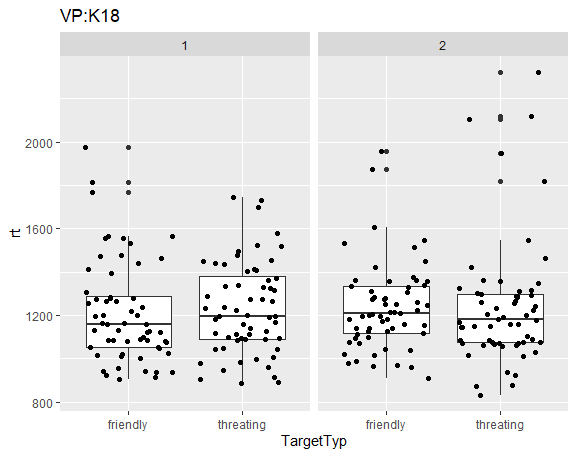 VP:K18
1 2
2000
1600
1200
800
rt
friendly threating friendly threating
TargetTyp